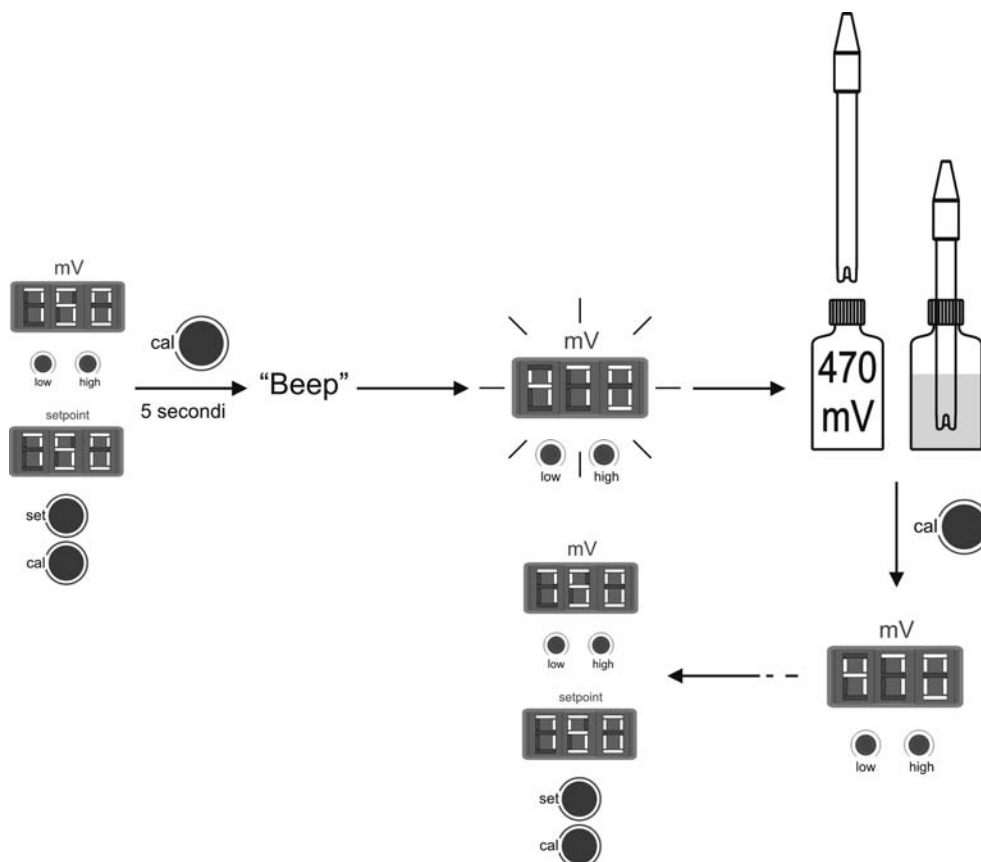 mV
low high
setpoint
set
cal
cal
5 secondi
“Beep”
mV
low high
470
mV
cal
mV
low high
mV
low high
setpoint
set
cal